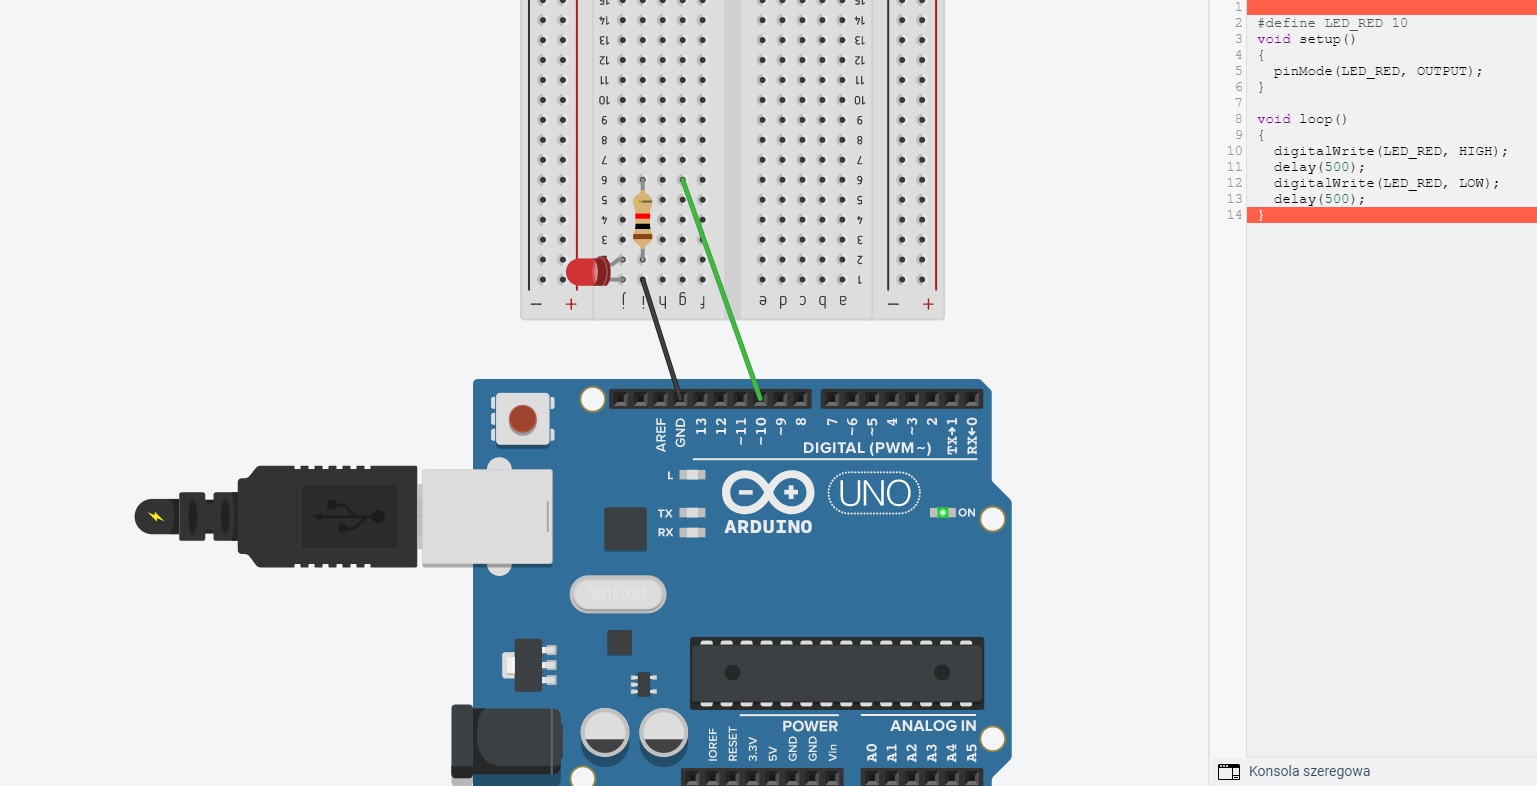 15
15
14
14
13
13
12
12
11
11
10
10
9
9
8
8
7
7
6
6
5
5
4
4
3
3
2
2
1
1
− + j i h g f e d c b a − +
AREF
GND
13
12
~11
~10
~9
8
7
~6
~5
4
~3
2
TX→1
RX←0
DIGITAL (PWM~)
L
TX
RX
UNO
ARDUINO
ON
SPK16.000G
POWER
ANALOG IN
IOREF
RESET
3.3V
5V
GND
GND
Vin
A0
A1
A2
A3
A4
A5
1
2 #define LED_RED 10
3 void setup()
4 {
5 pinMode(LED_RED, OUTPUT);
6 }
7
8 void loop()
9 {
10 digitalWrite(LED_RED, HIGH);
11 delay(500);
12 digitalWrite(LED_RED, LOW);
13 delay(500);
14 }
Konsola szeregowa